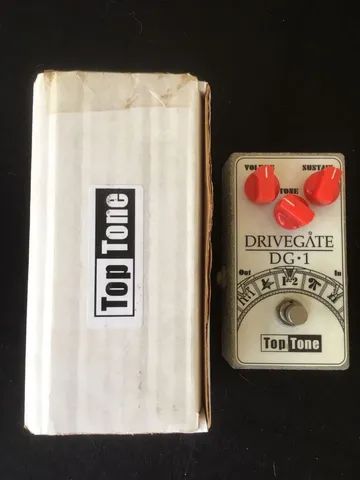 Top Tone
VOLUME SUSTAIN
TONE
DRIVEGATE
DG·1
Out In
Top Tone